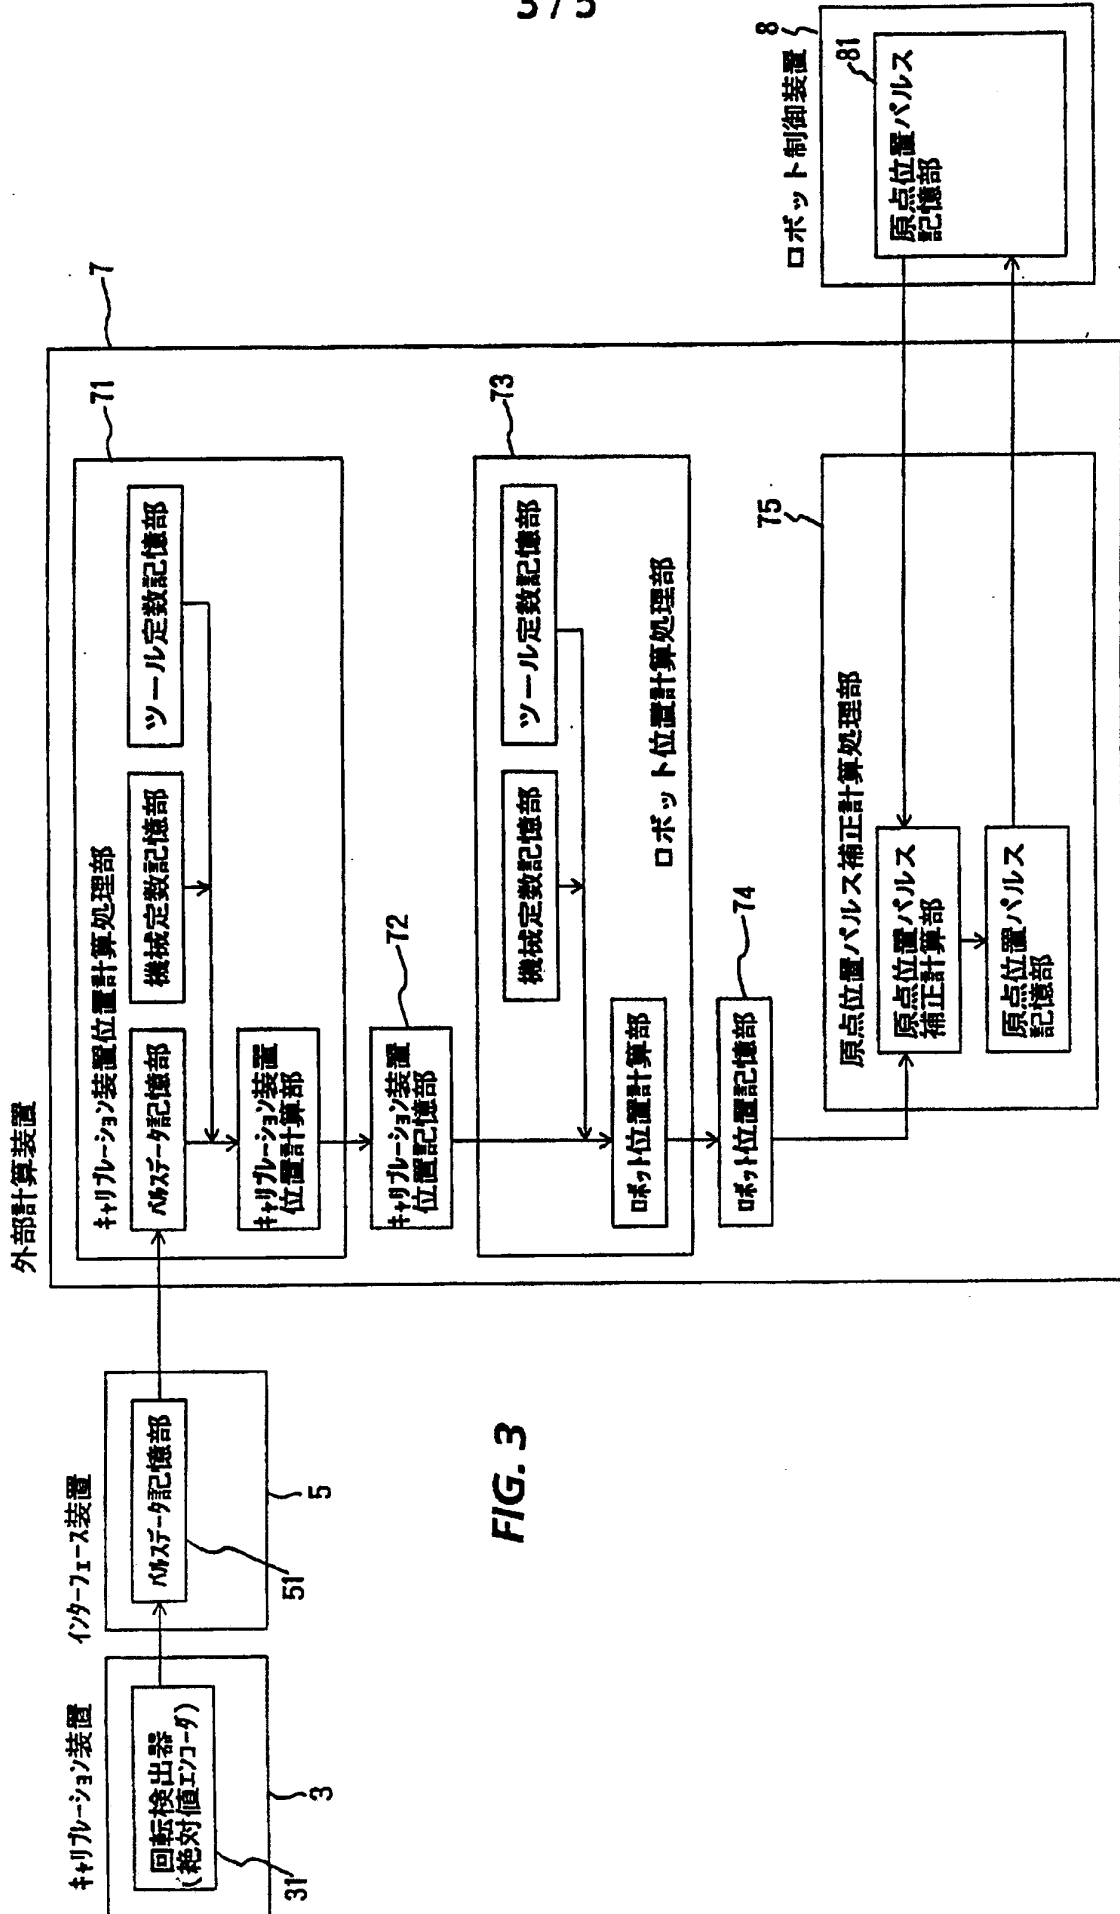 3/5
外部計算装置
7
キャリブレーション装置
回転検出器
(絶対値エンコーダ)
31
3
インターフェース装置
パルスデータ記憶部
51
5
キャリブレーション装置位置計算処理部
71
パルスデータ記憶部
機械定数記憶部
ツール定数記憶部
キャリブレーション装置
位置計算部
キャリブレーション装置
位置記憶部
72
73
機械定数記憶部
ツール定数記憶部
ロボット位置計算処理部
ロボット位置計算部
ロボット位置記憶部
74
原点位置パルス補正計算処理部
75
原点位置パルス
補正計算部
原点位置パルス
記憶部
ロボット制御装置
8
81
原点位置パルス
記憶部
FIG. 3